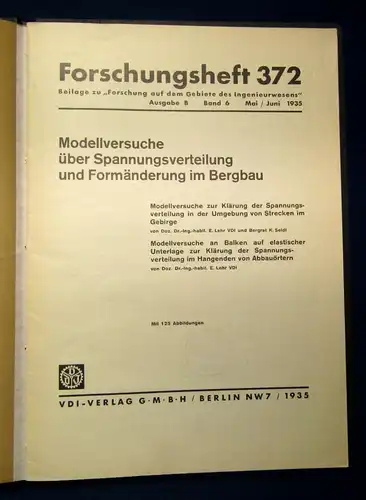 Forschungsheft 372
Beilage zu „Forschung auf dem Gebiete des Ingenieurwesens"
Ausgabe B Band 6 Mai / Juni 1935
Modellversuche
über Spannungsverteilung
und Formänderung im Bergbau
Modellversuche zur Klärung der Spannungs-
verteilung in der Umgebung von Strecken im
Gebirge
von Doz. Dr.-Ing.-habil. E. Lehr VDI und Bergrat K. Seidl
Modellversuche an Balken auf elastischer
Unterlage zur Klärung der Spannungs-
verteilung im Hangenden von Abbauörtern
von Doz. Dr.-Ing.-habil. E. Lehr VDI
Mit 125 Abbildungen
VDI
VDI-VERLAG G·M·B·H / BERLIN NW7 / 1935